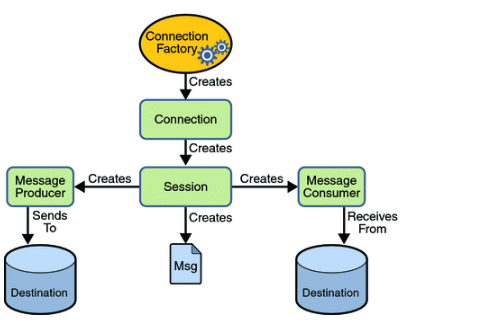 Connection
Factory
Creates
Connection
Creates
Message
Producer
Creates
Session
Creates
Message
Consumer
Sends
To
Creates
Receives
From
Msg
Destination
Destination